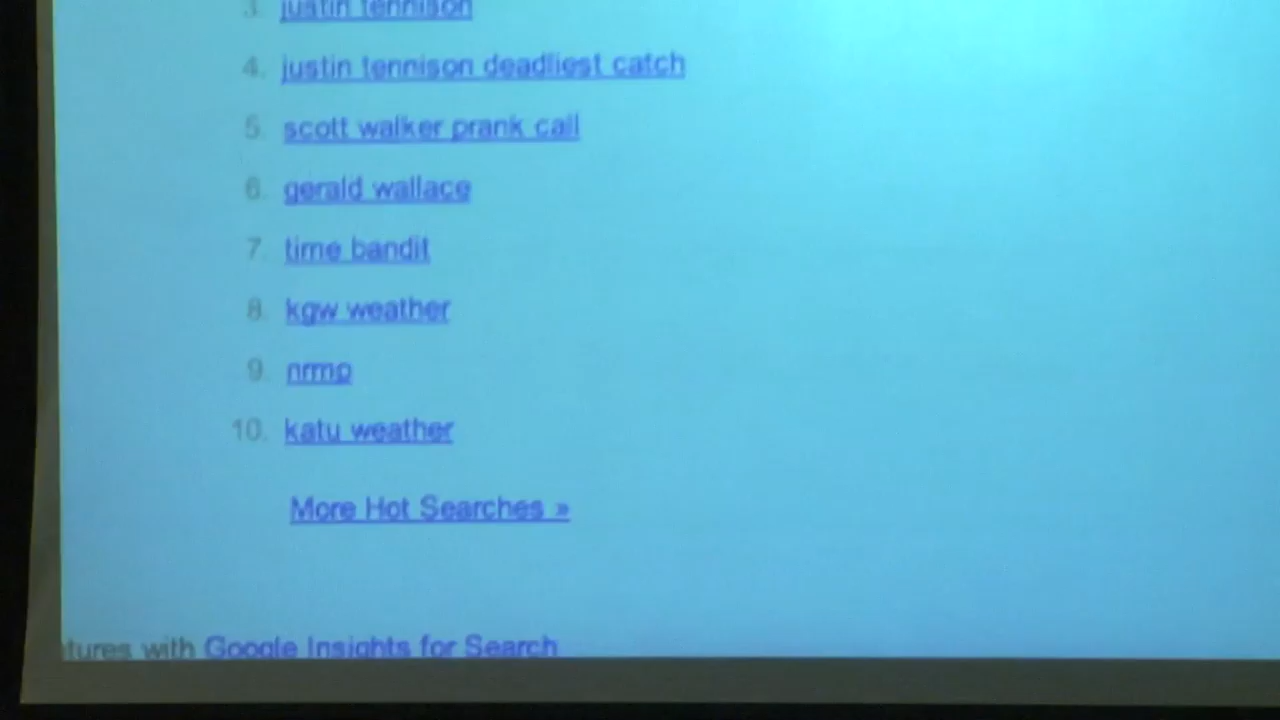 3. justin tennison
4. justin tennison deadliest catch
5. scott walker prank call
6. gerald wallace
7. time bandit
8. kgw weather
9. nrmp
10. katu weather
More Hot Searches »
tures with Google Insights for Search